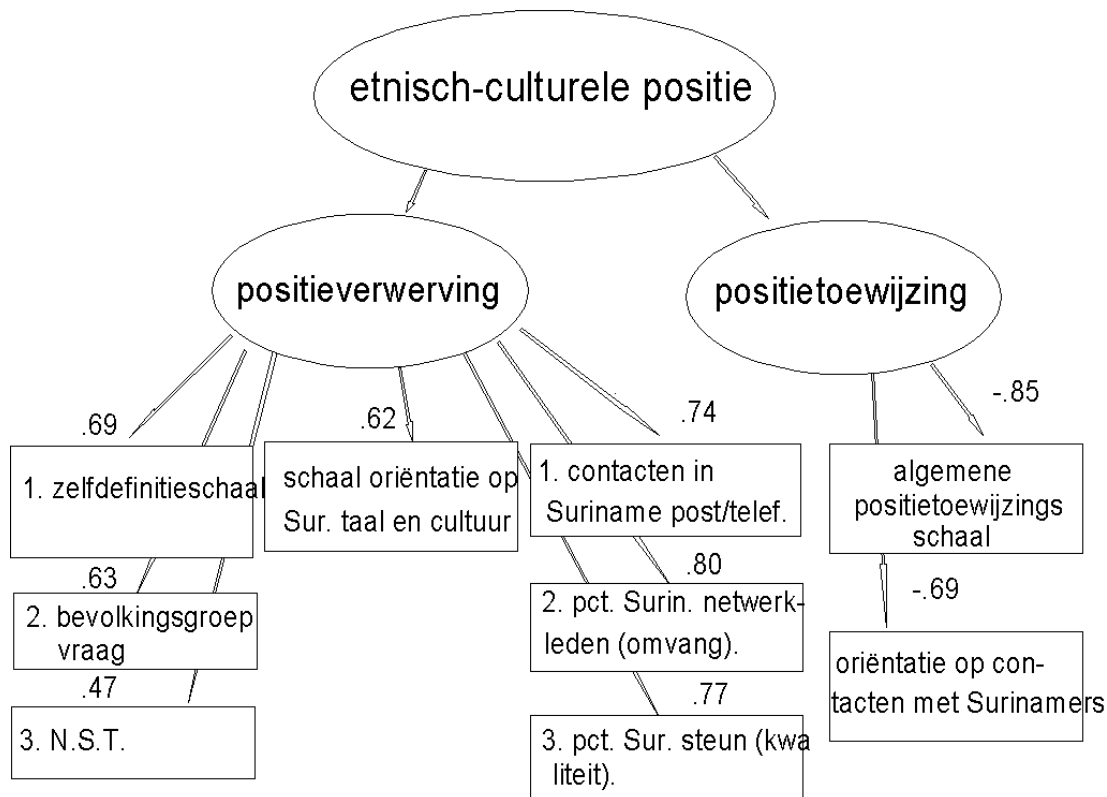 etnisch-culturele positie
positieverwerving
positietoewijzing
.69
1. zelfdefinitieschaal
.63
2. bevolkingsgroep
vraag
.47
3. N.S.T.
.62
schaal oriëntatie op
Sur. taal en cultuur
.74
1. contacten in
Suriname post/telef.
.80
2. pct. Surin. netwerk-
leden (omvang).
.77
3. pct. Sur. steun (kwa
liteit).
-.85
algemene
positietoewijzings
schaal
-.69
oriëntatie op con-
tacten met Surinamers